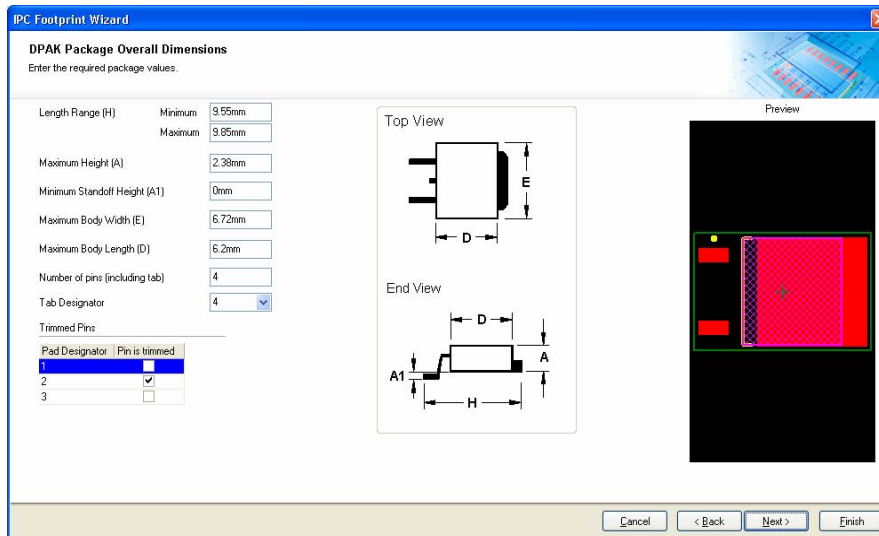 IPC Footprint Wizard
DPAK Package Overall Dimensions
Enter the required package values.
Length Range (H) Minimum 9.55mm
Maximum 9.85mm
Maximum Height (A) 2.38mm
Minimum Standoff Height (A1) 0mm
Maximum Body Width (E) 6.72mm
Maximum Body Length (D) 6.2mm
Number of pins (including tab) 4
Tab Designator 4
Trimmed Pins
Pad Designator Pin is trimmed
1
2
3
Top View
E
D
End View
D
A
A1
H
Preview
Cancel < Back Next > Finish